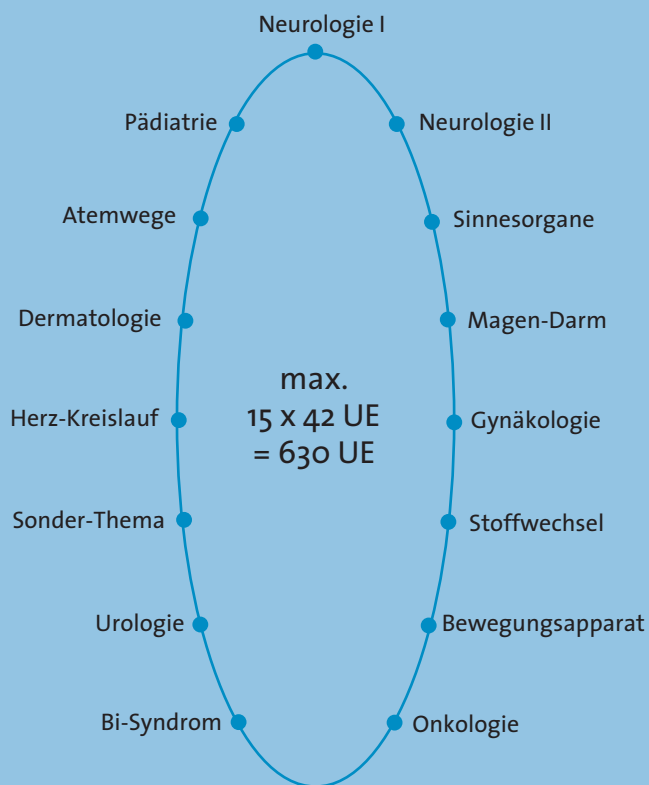 Neurologie I
Pädiatrie
Neurologie II
Atemwege
Sinnesorgane
Dermatologie
Magen-Darm
max.
15 x 42 UE
= 630 UE
Herz-Kreislauf
Gynäkologie
Sonder-Thema
Stoffwechsel
Urologie
Bewegungsapparat
Bi-Syndrom
Onkologie